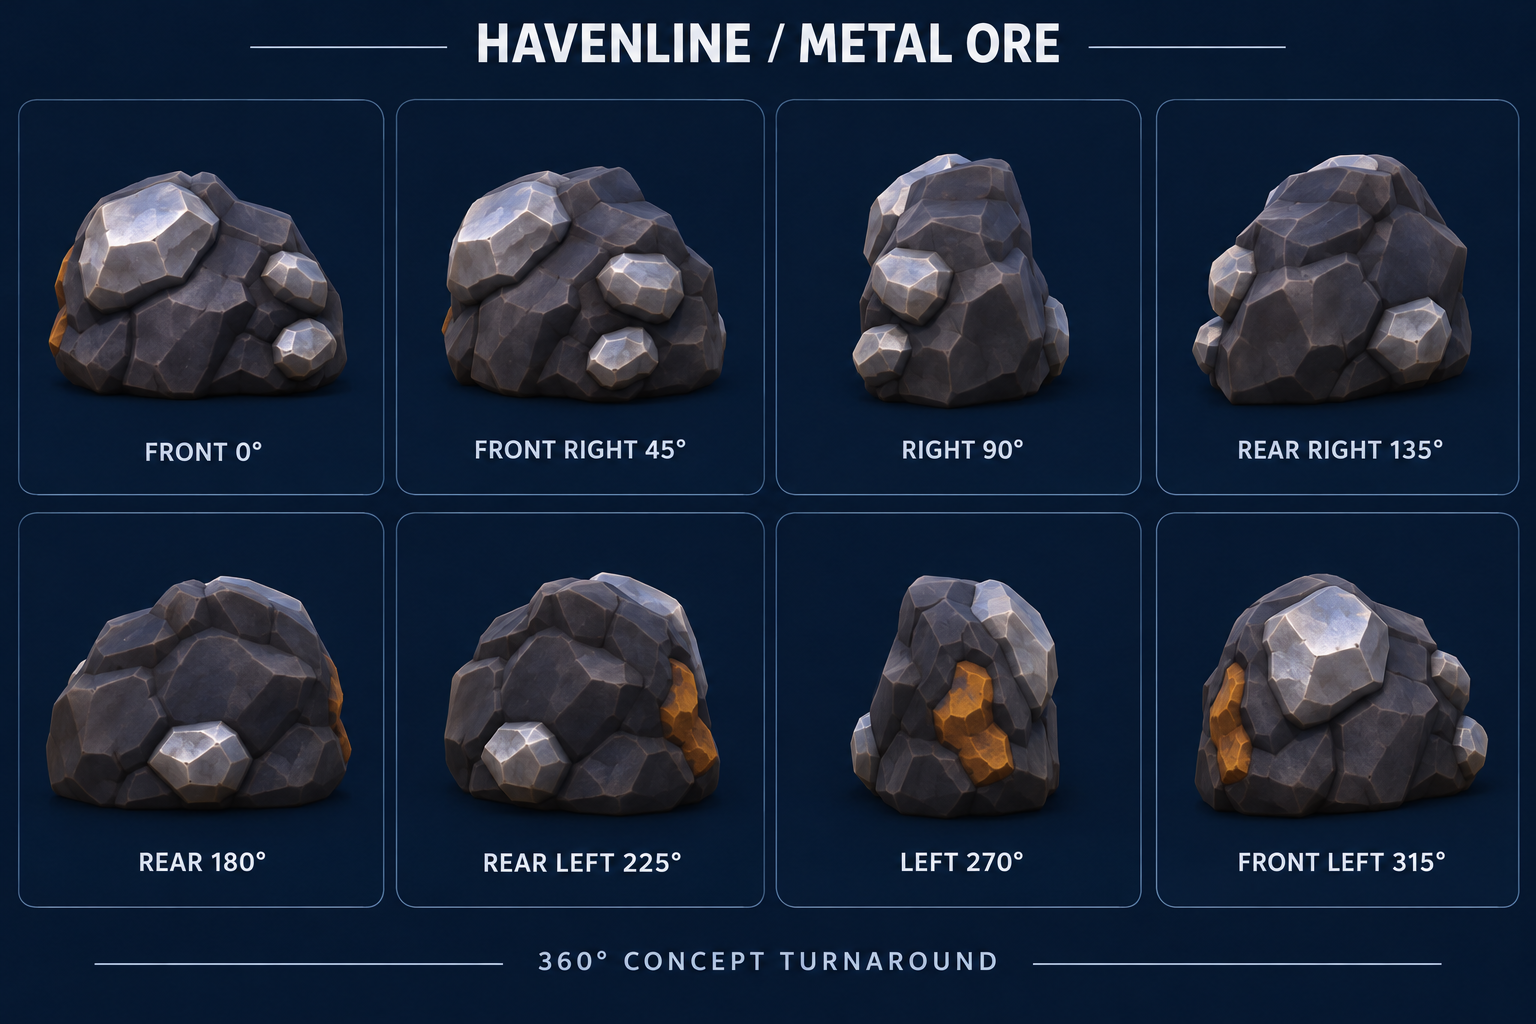 HAVENLINE / METAL ORE
FRONT 0°
FRONT RIGHT 45°
RIGHT 90°
REAR RIGHT 135°
REAR 180°
REAR LEFT 225°
LEFT 270°
FRONT LEFT 315°
360° CONCEPT TURNAROUND